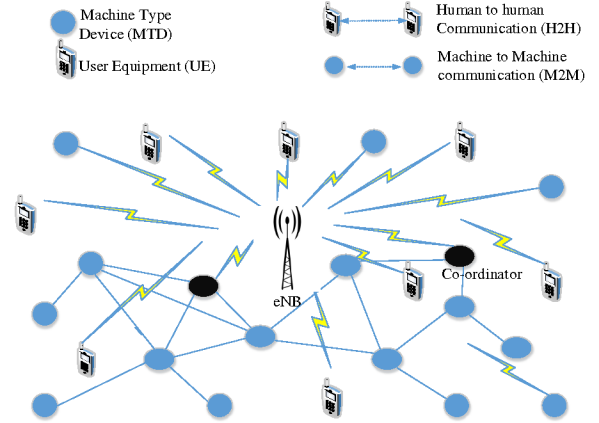 Machine Type
Device (MTD)
User Equipment (UE)
Human to human
Communication (H2H)
Machine to Machine
communication (M2M)
eNB
Co-ordinator